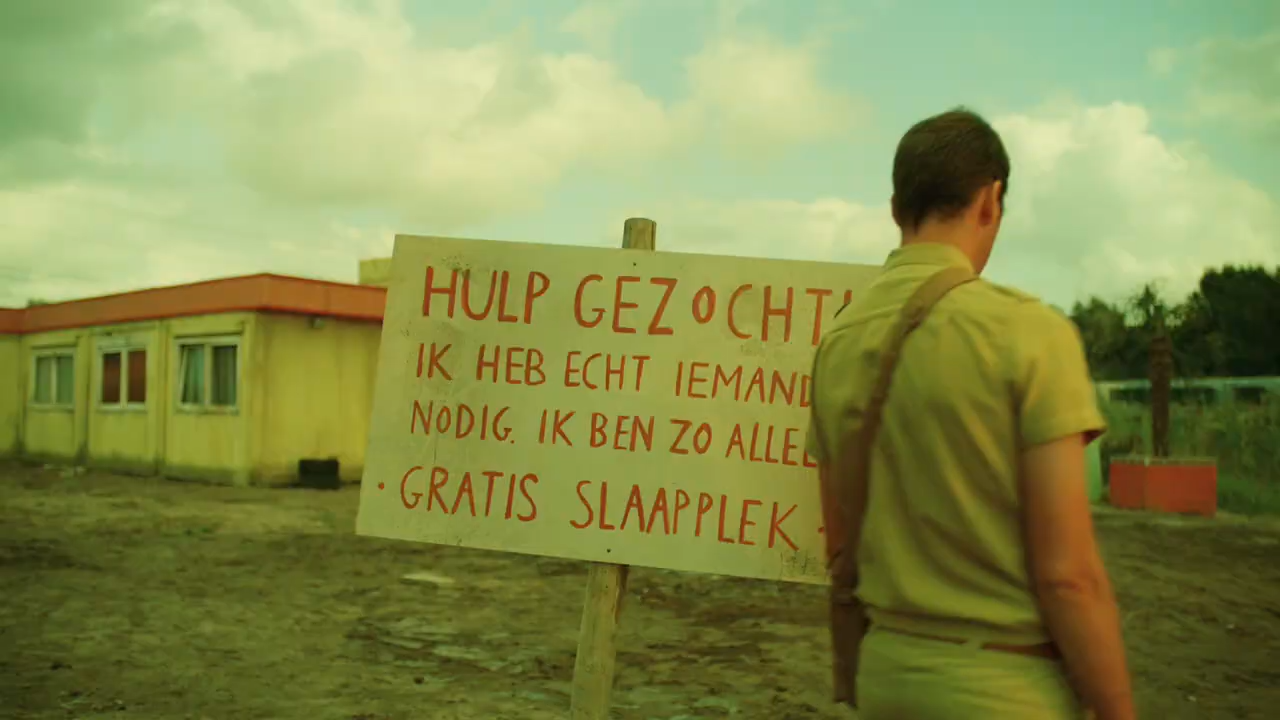 HULP GEZOCHT!
IK HEB ECHT IEMAND
NODIG. IK BEN ZO
• GRATIS SLAAPPLEK •